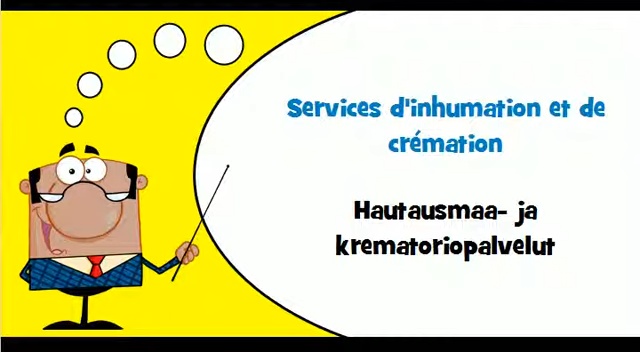 Services d'inhumation et de
crémation
Hautausmaa- ja
krematoriopalvelut